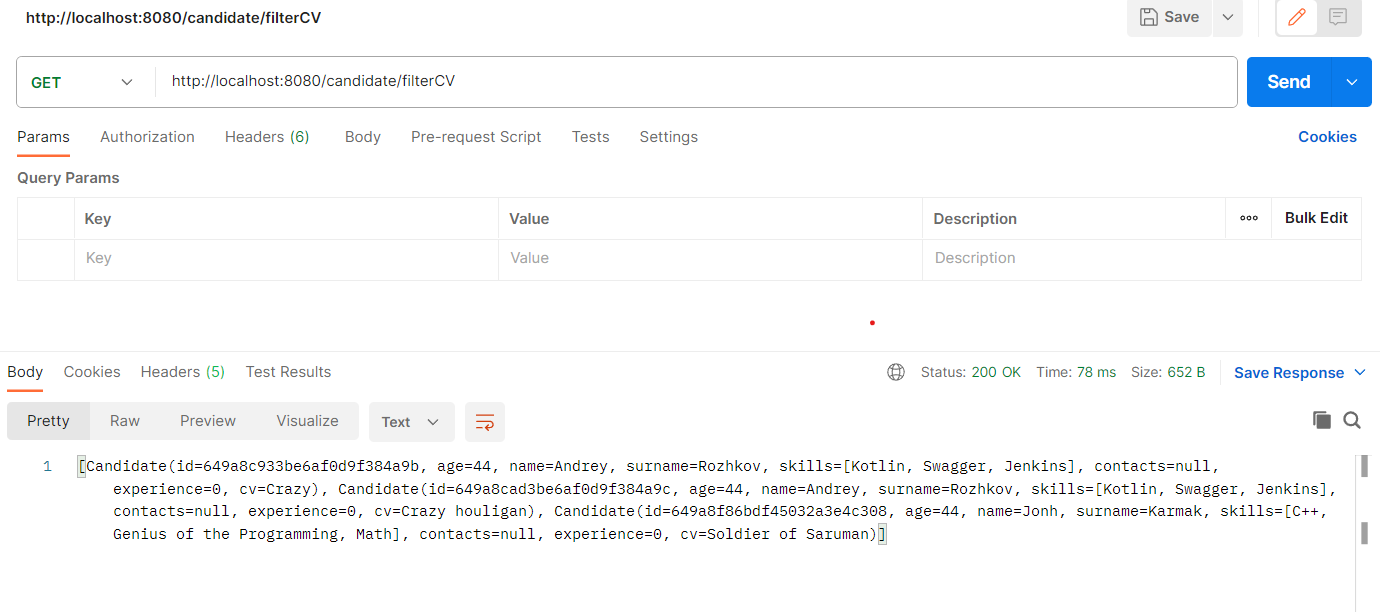 http://localhost:8080/candidate/filterCV
Save
GET http://localhost:8080/candidate/filterCV Send
Params Authorization Headers (6) Body Pre-request Script Tests Settings Cookies
Query Params
Key Value Description ooo Bulk Edit
Key Value Description
Body Cookies Headers (5) Test Results Status: 200 OK Time: 78 ms Size: 652 B Save Response
Pretty Raw Preview Visualize Text
1 [Candidate(id=649a8c933be6af0d9f384a9b, age=44, name=Andrey, surname=Rozhkov, skills=[Kotlin, Swagger, Jenkins], contacts=null,
experience=0, cv=Crazy), Candidate(id=649a8cad3be6af0d9f384a9c, age=44, name=Andrey, surname=Rozhkov, skills=[Kotlin, Swagger, Jenkins],
contacts=null, experience=0, cv=Crazy houligan), Candidate(id=649a8f86bdf45032a3e4c308, age=44, name=Jonh, surname=Karmak, skills=[C++,
Genius of the Programming, Math], contacts=null, experience=0, cv=Soldier of Saruman)]